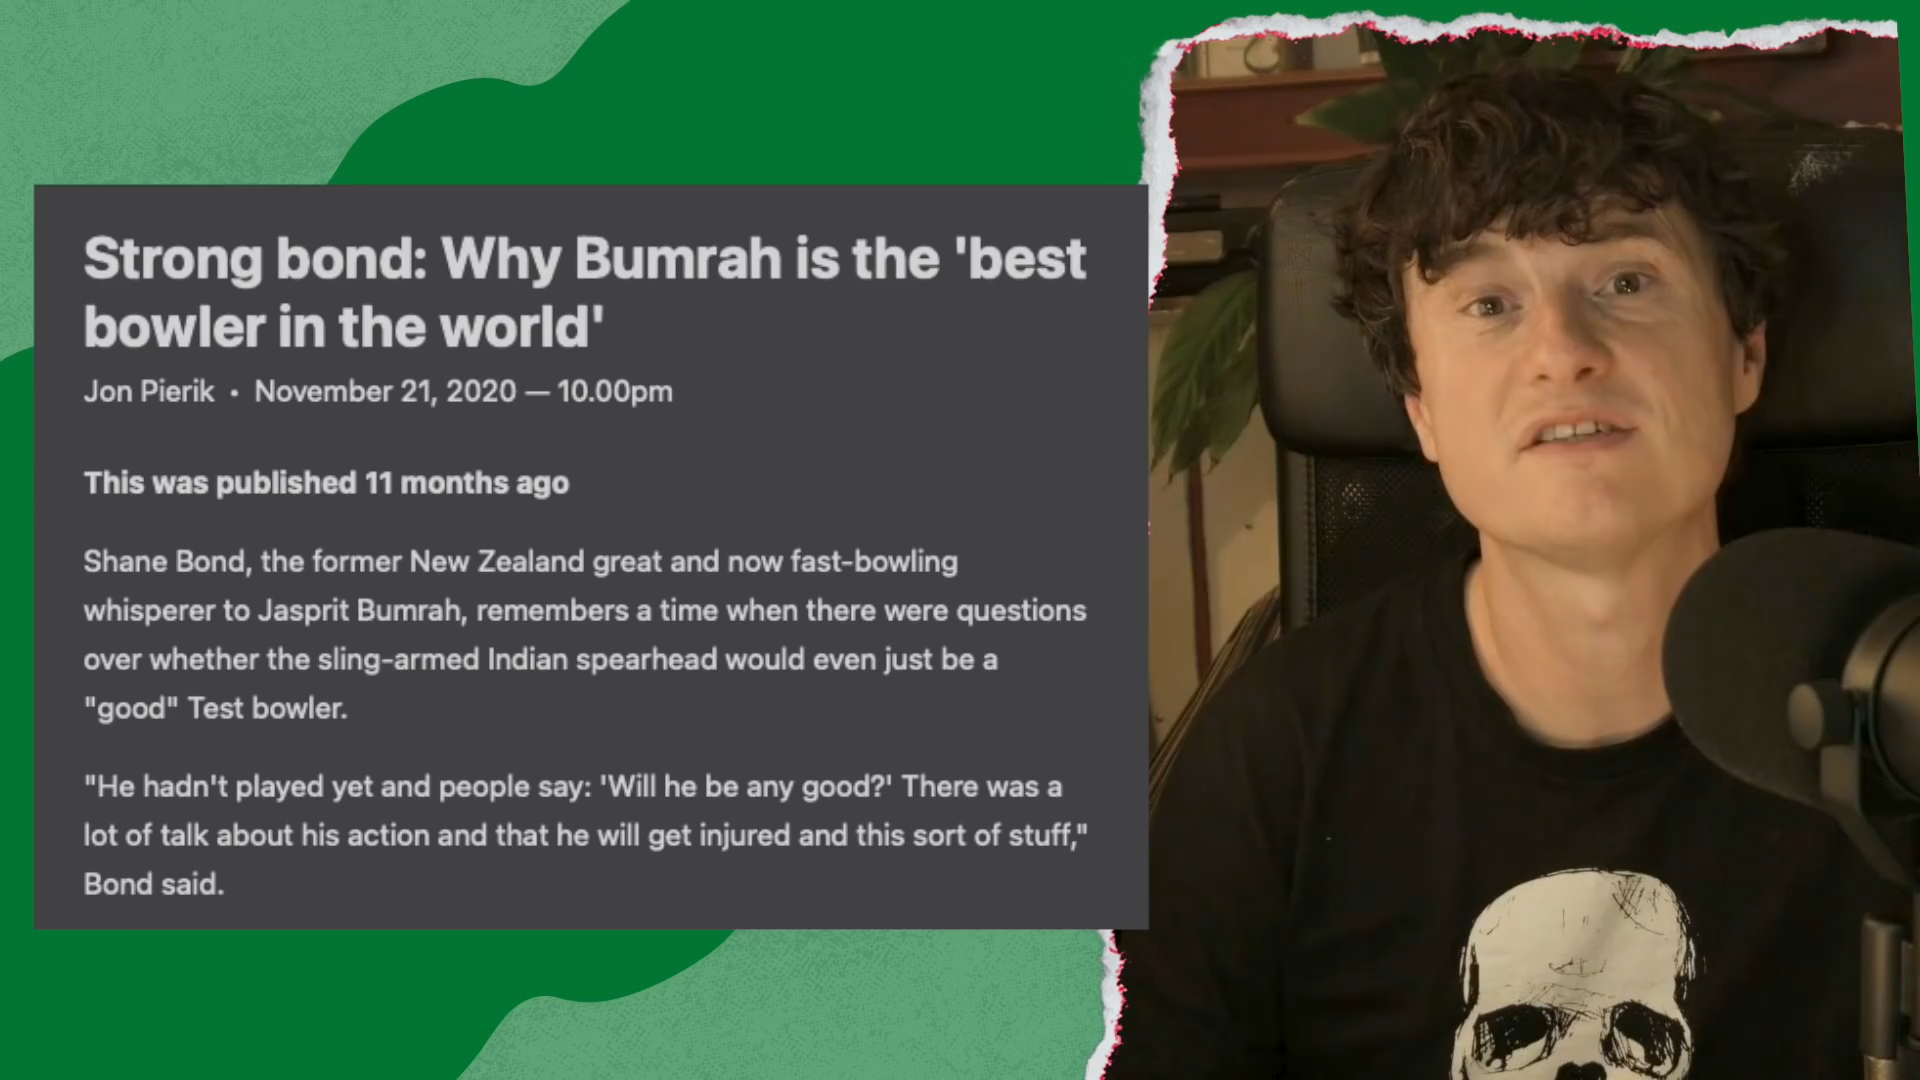 Strong bond: Why Bumrah is the 'best
bowler in the world'
Jon Pierik • November 21, 2020 — 10.00pm
This was published 11 months ago
Shane Bond, the former New Zealand great and now fast-bowling
whisperer to Jasprit Bumrah, remembers a time when there were questions
over whether the sling-armed Indian spearhead would even just be a
"good" Test bowler.
"He hadn't played yet and people say: 'Will he be any good?' There was a
lot of talk about his action and that he will get injured and this sort of stuff,"
Bond said.